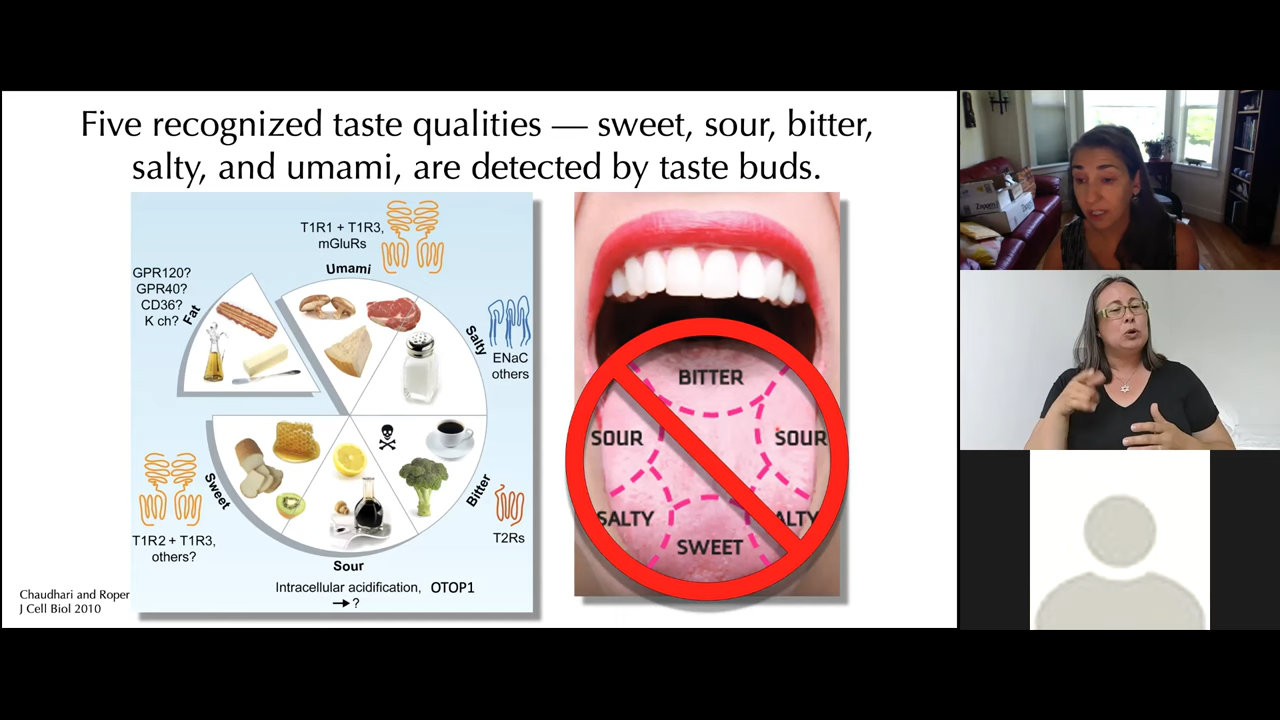 Five recognized taste qualities — sweet, sour, bitter,
salty, and umami, are detected by taste buds.
T1R1 + T1R3,
mGluRs
Umami
GPR120?
GPR40?
CD36?
K ch?
Fat
Salty
ENaC
others
Sweet
T1R2 + T1R3,
others?
Bitter
T2Rs
Sour
Intracellular acidification, OTOP1
→ ?
BITTER
SOUR
SOUR
SALTY
ALTY
SWEET
Chaudhari and Roper
J Cell Biol 2010